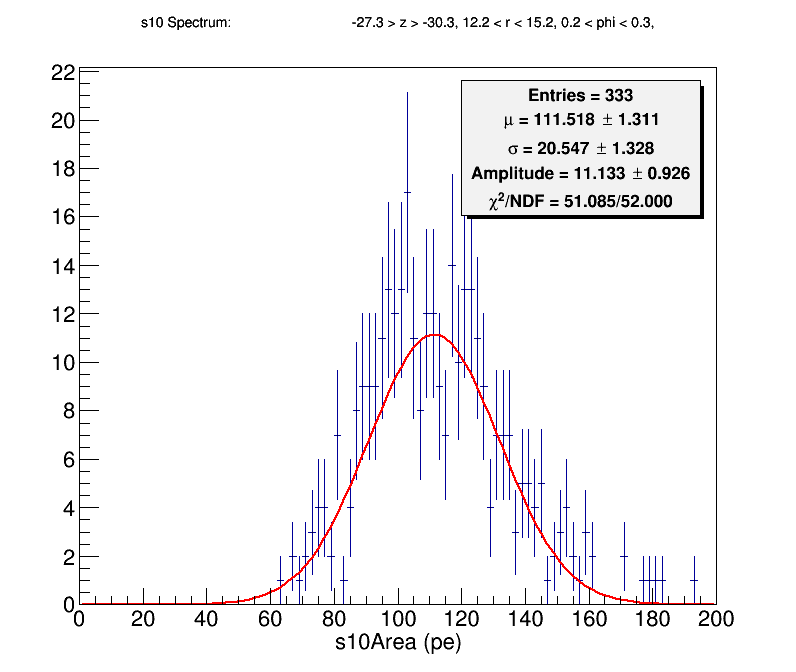 s10 Spectrum: -27.3 > z > -30.3, 12.2 < r < 15.2, 0.2 < phi < 0.3,
Entries = 333
μ = 111.518 ± 1.311
σ = 20.547 ± 1.328
Amplitude = 11.133 ± 0.926
χ²/NDF = 51.085/52.000
22
20
18
16
14
12
10
8
6
4
2
0
0 20 40 60 80 100 120 140 160 180 200
s10Area (pe)